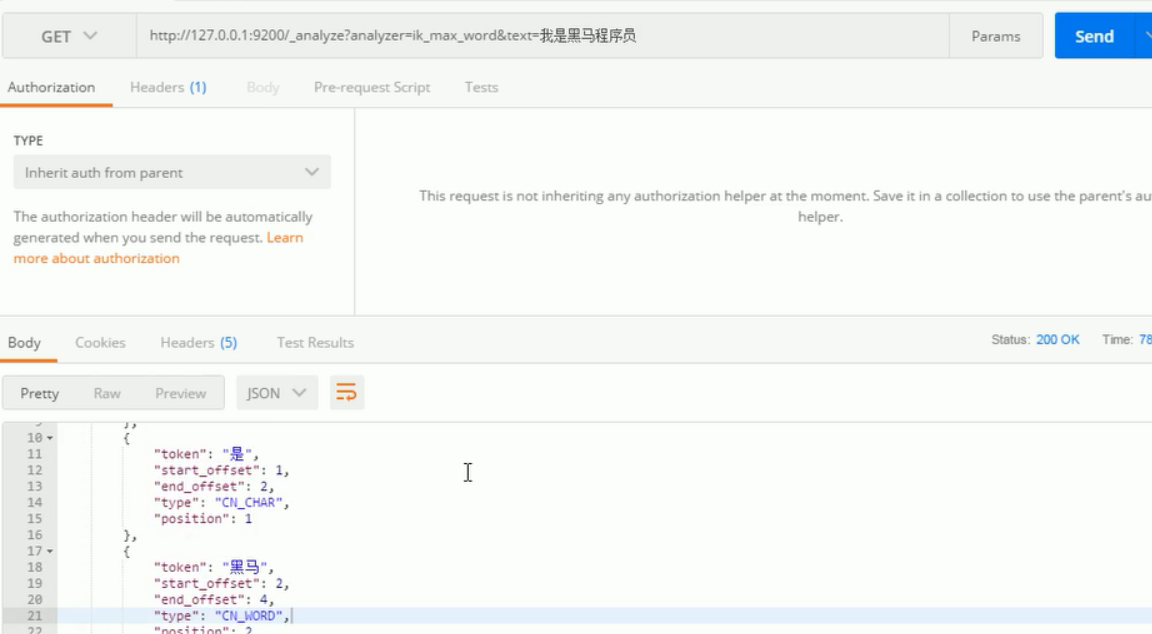 GET
http://127.0.0.1:9200/_analyze?analyzer=ik_max_word&text=我是黑马程序员
Params
Send
Authorization
Headers (1)
Body
Pre-request Script
Tests
TYPE
Inherit auth from parent
The authorization header will be automatically
generated when you send the request. Learn
more about authorization
This request is not inheriting any authorization helper at the moment. Save it in a collection to use the parent's
helper.
Body
Cookies
Headers (5)
Test Results
Status: 200 OK
Time: 78
Pretty
Raw
Preview
JSON
9 },
10 {
11 "token": "是",
12 "start_offset": 1,
13 "end_offset": 2,
14 "type": "CN_CHAR",
15 "position": 1
16 },
17 {
18 "token": "黑马",
19 "start_offset": 2,
20 "end_offset": 4,
21 "type": "CN_WORD",
22 "position": 2